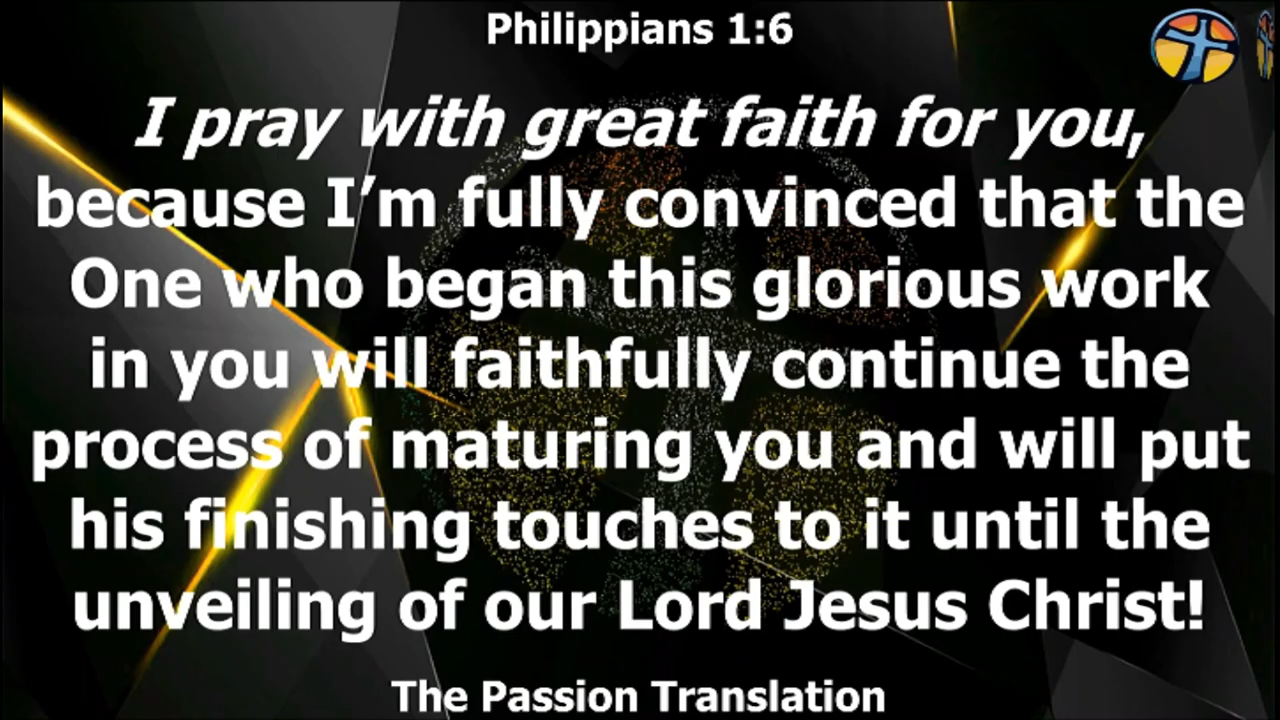 Philippians 1:6
I pray with great faith for you,
because I’m fully convinced that the
One who began this glorious work
in you will faithfully continue the
process of maturing you and will put
his finishing touches to it until the
unveiling of our Lord Jesus Christ!
The Passion Translation